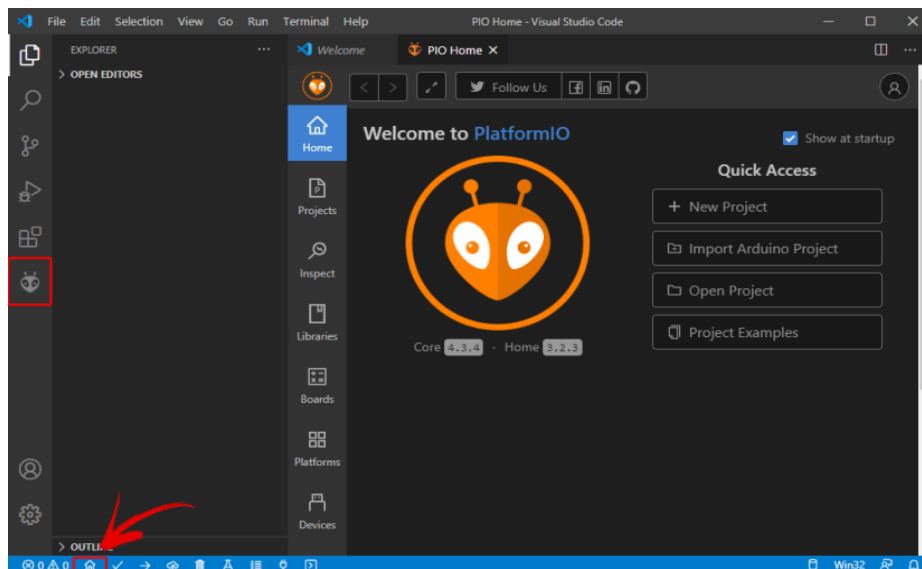 File Edit Selection View Go Run Terminal Help PIO Home - Visual Studio Code
EXPLORER
OPEN EDITORS
Welcome
PIO Home
Follow Us
Home
Projects
Inspect
Libraries
Boards
Platforms
Devices
Welcome to PlatformIO
Show at startup
Quick Access
New Project
Import Arduino Project
Open Project
Project Examples
Core 4.3.4 · Home 3.2.3
0 0
Win32